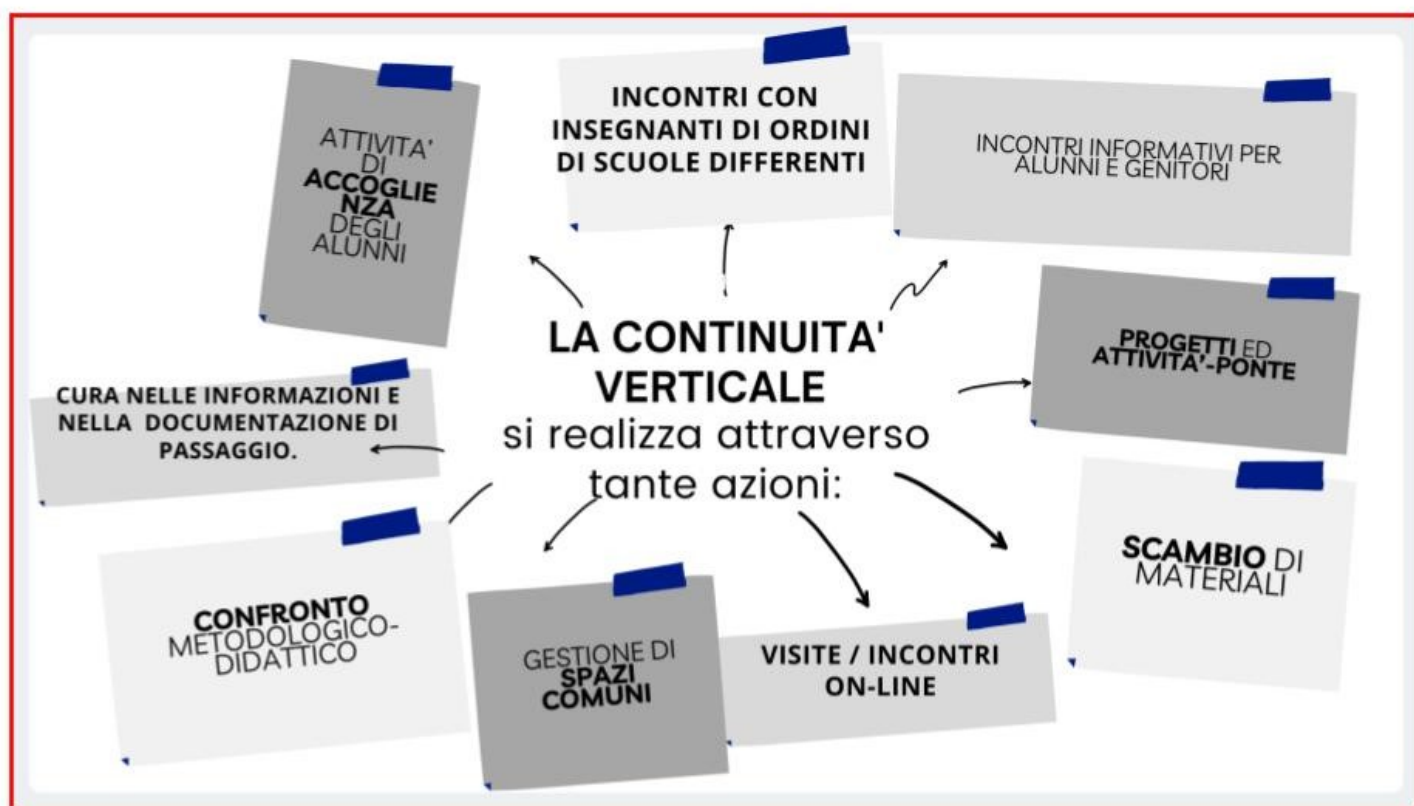 ATTIVITA'
DI
ACCOGLIE
NZA
DEGLI
ALUNNI
INCONTRI CON
INSEGNANTI DI ORDINI
DI SCUOLE DIFFERENTI
INCONTRI INFORMATIVI PER
ALUNNI E GENITORI
LA CONTINUITA'
VERTICALE
si realizza attraverso
tante azioni:
PROGETTI ED
ATTIVITA'-PONTE
CURA NELLE INFORMAZIONI E
NELLA DOCUMENTAZIONE DI
PASSAGGIO.
SCAMBIO DI
MATERIALI
CONFRONTO
METODOLOGICO-
DIDATTICO
GESTIONE DI
SPAZI
COMUNI
VISITE / INCONTRI
ON-LINE